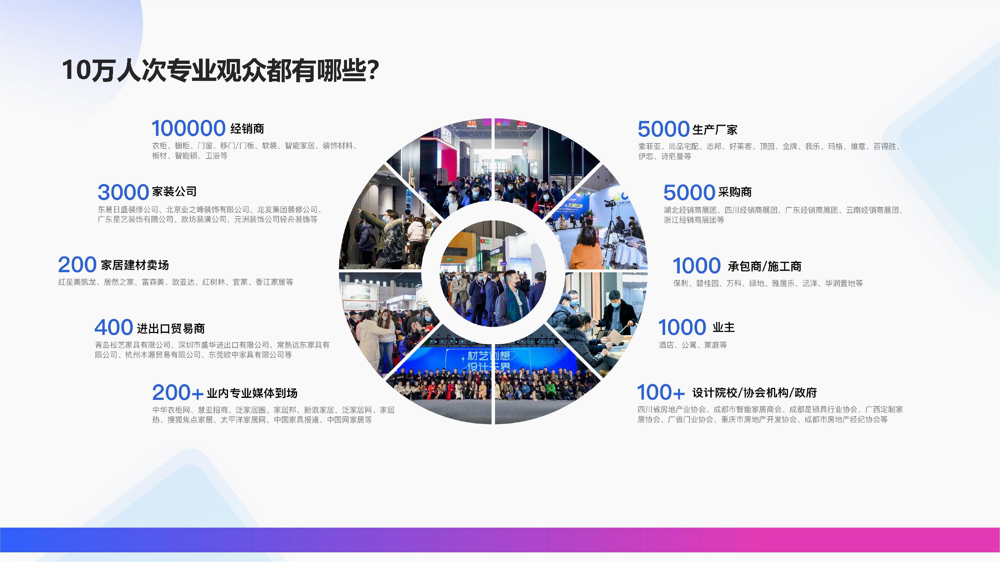 10万人次专业观众都有哪些?
100000 经销商
衣柜、橱柜、门窗、移门/门板、软装、智能家居、装饰材料、
板材、智能锁、卫浴等
3000 家装公司
东易日盛装修公司、北京业之峰装饰有限公司、龙发集团装修公司、
广东星艺装饰有限公司、欧坊装潢公司、元洲装饰公司轻舟装饰等
200 家居建材卖场
红星美凯龙、居然之家、富森美、欧亚达、红树林、宜家、香江家居等
400 进出口贸易商
青岛松艺家具有限公司、深圳市盛华进出口有限公司、常熟远东家具有
限公司、杭州木源贸易有限公司、东莞欧中家具有限公司等
200+ 业内专业媒体到场
中华衣柜网、慧亚招商、泛家居圈、家居邦、新浪家居、泛家居网、家居
热、搜狐焦点家居、太平洋家居网、中国家具报道、中国网家居等
材艺创想
设计无界
5000 生产厂家
索菲亚、尚品宅配、志邦、好莱客、顶固、金牌、我乐、玛格、维意、百得胜、
伊恋、诗尼曼等
5000 采购商
湖北经销商展团、四川经销商展团、广东经销商展团、云南经销商展团、
浙江经销商展团等
1000 承包商/施工商
保利、碧桂园、万科、绿地、雅居乐、远洋、华润置地等
1000 业主
酒店、公寓、家庭等
100+ 设计院校/协会机构/政府
四川省房地产业协会、成都市智能家居商会、成都是锁具行业协会、广西定制家
居协会、广省门业协会、重庆市房地产开发协会、成都市房地产经纪协会等